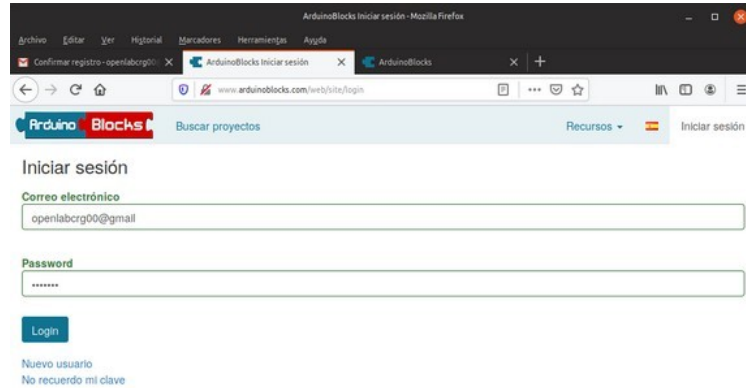 ArduinoBlocks Iniciar sesión - Mozilla Firefox
Archivo Editar Ver Historial Marcadores Herramientas Ayuda
Confirmar registro - openlabcrg00 ArduinoBlocks Iniciar sesión ArduinoBlocks
www.arduinoblocks.com/web/site/login
Arduino Blocks Buscar proyectos Recursos Iniciar sesión
Iniciar sesión
Correo electrónico
openlabcrg00@gmail
Password
•••••••
Login
Nuevo usuario
No recuerdo mi clave